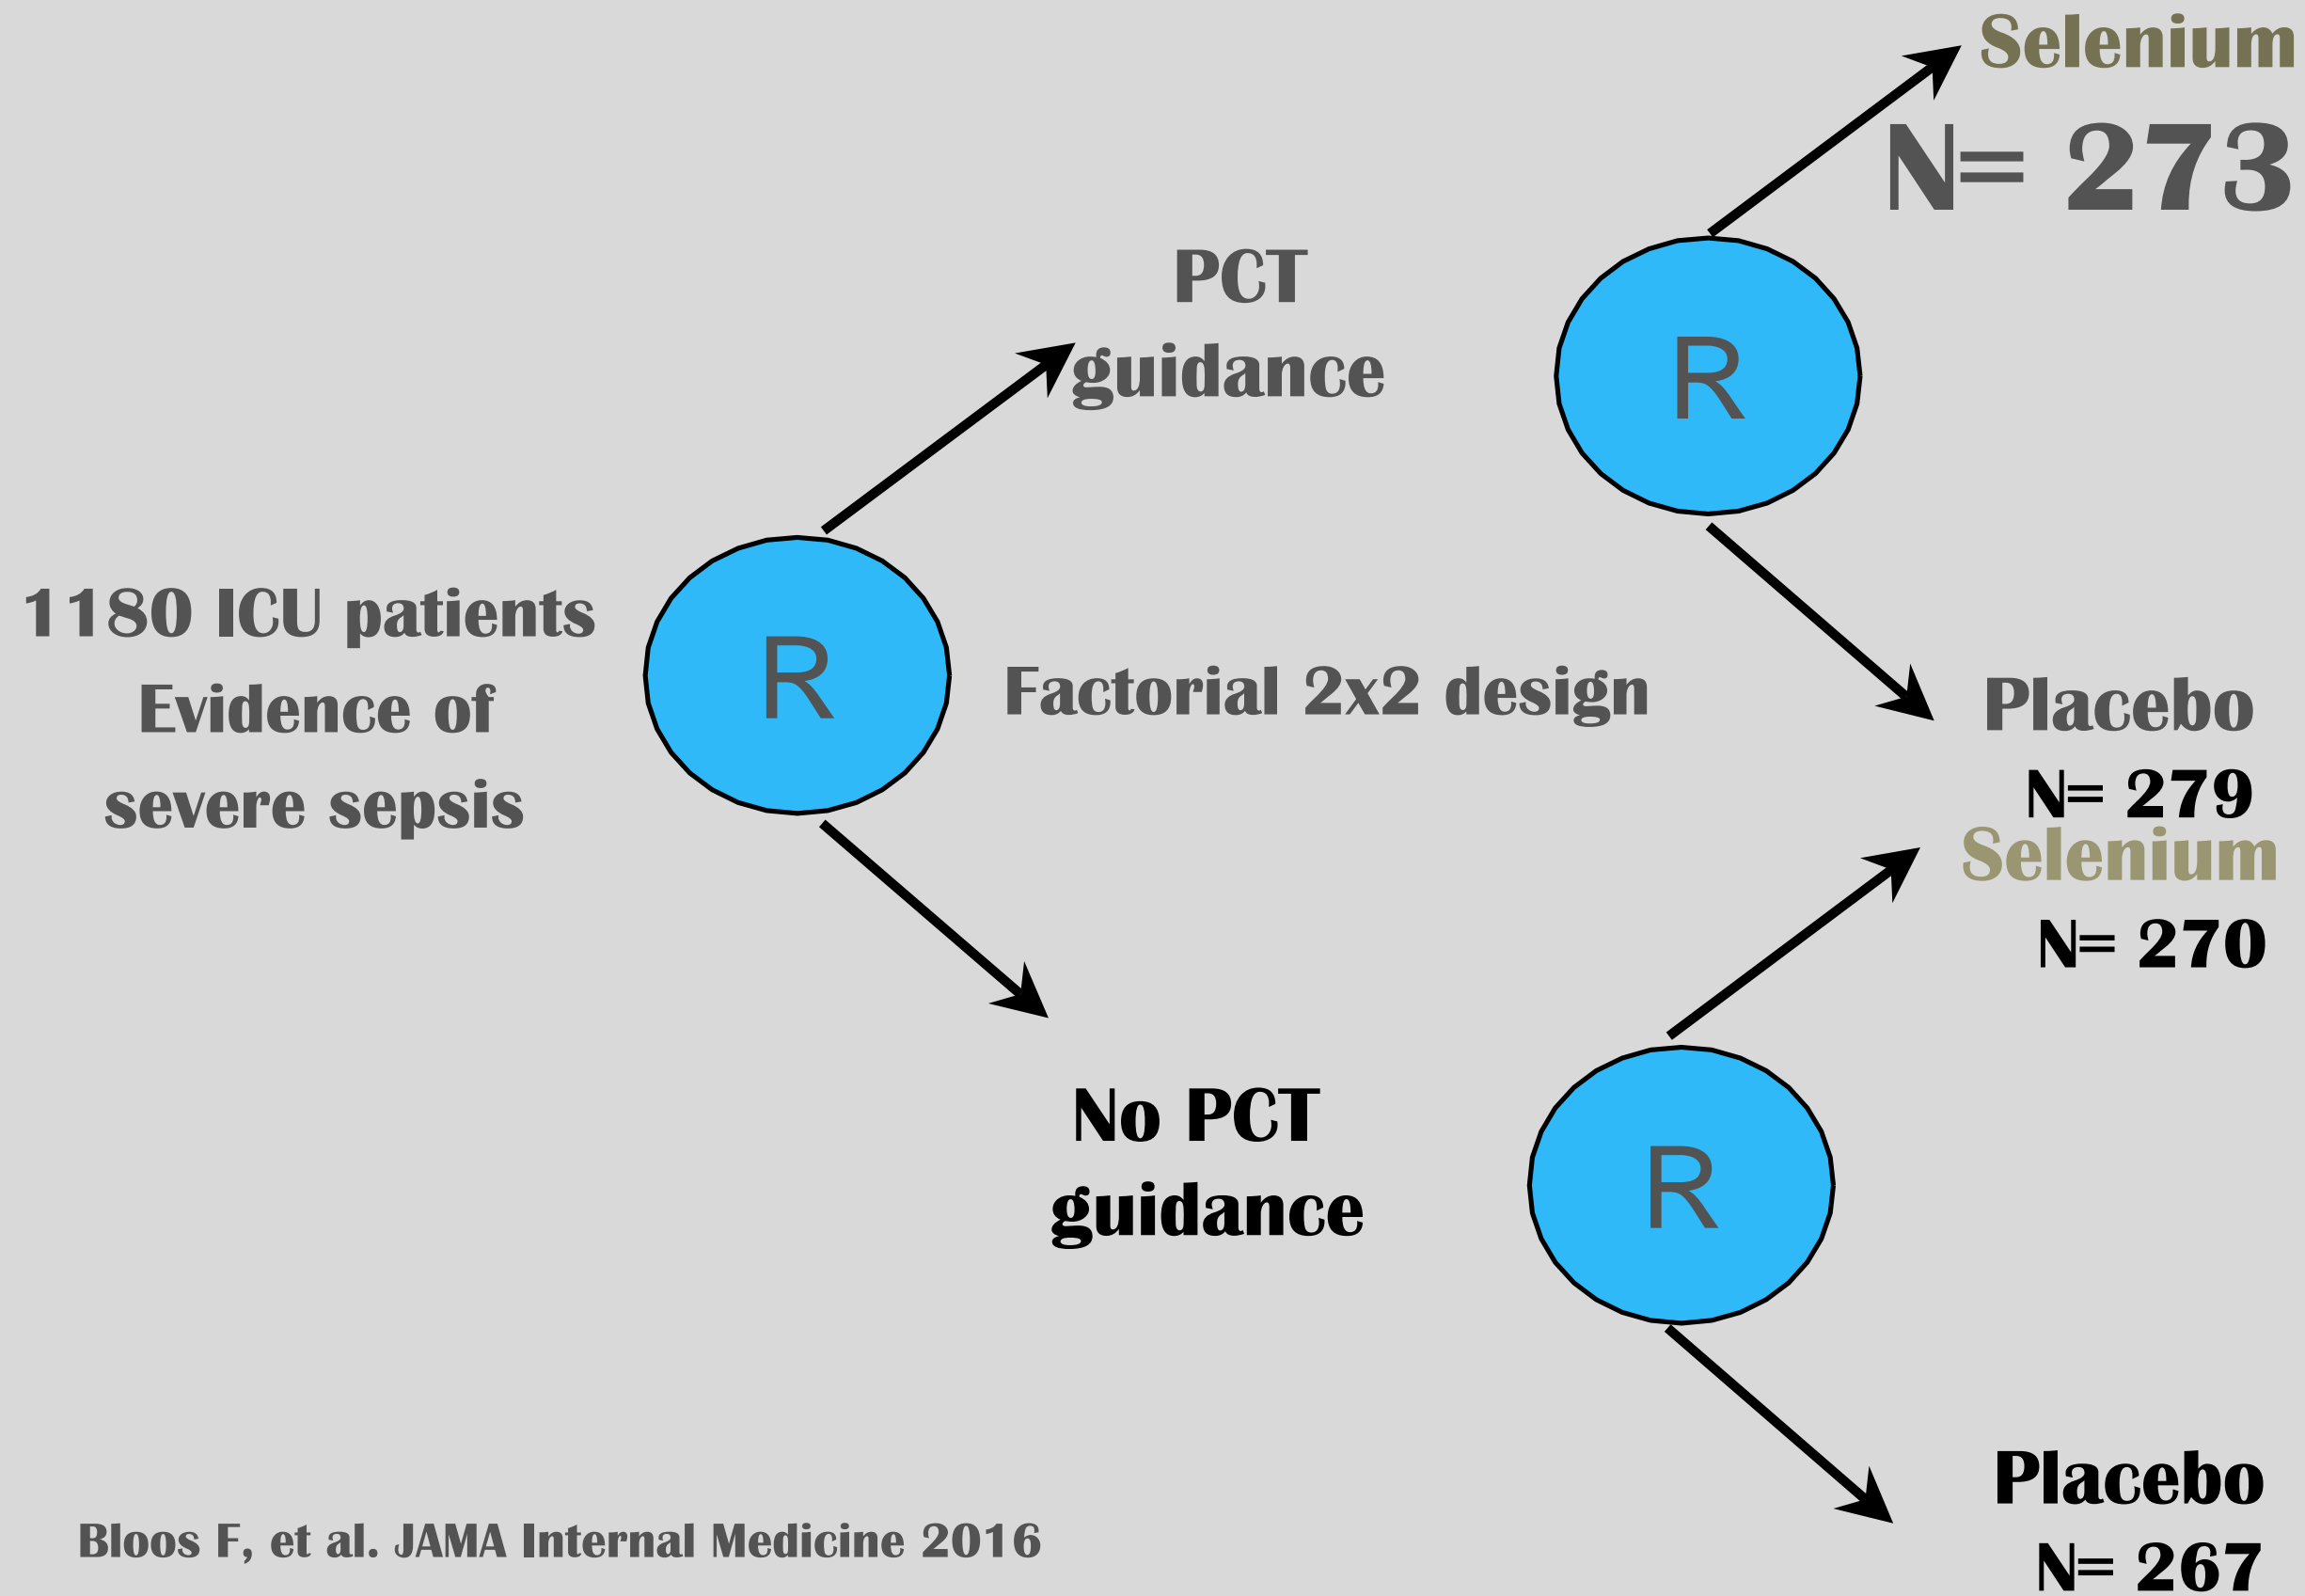 Selenium
N= 273
PCT
guidance
R
1180 ICU patients
Evidence of
severe sepsis
R
Factorial 2x2 design
Placebo
N= 279
Selenium
N= 270
No PCT
guidance
R
Placebo
N= 267
Bloos F, et al. JAMA Internal Medicine 2016